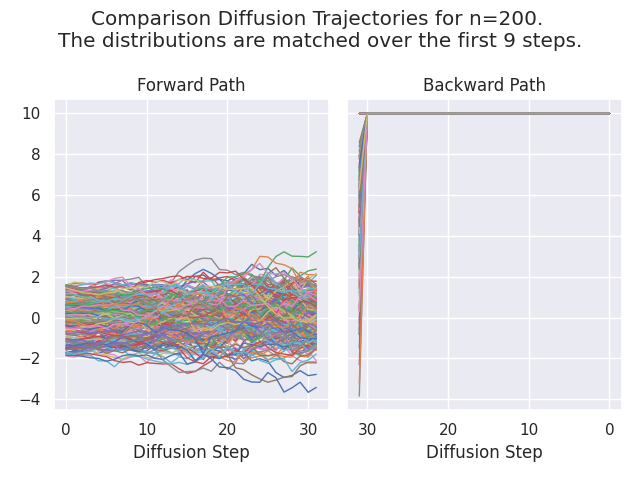 Comparison Diffusion Trajectories for n=200.
The distributions are matched over the first 9 steps.
Forward Path
Backward Path
10
8
6
4
2
0
−2
−4
0 10 20 30
30 20 10 0
Diffusion Step
Diffusion Step